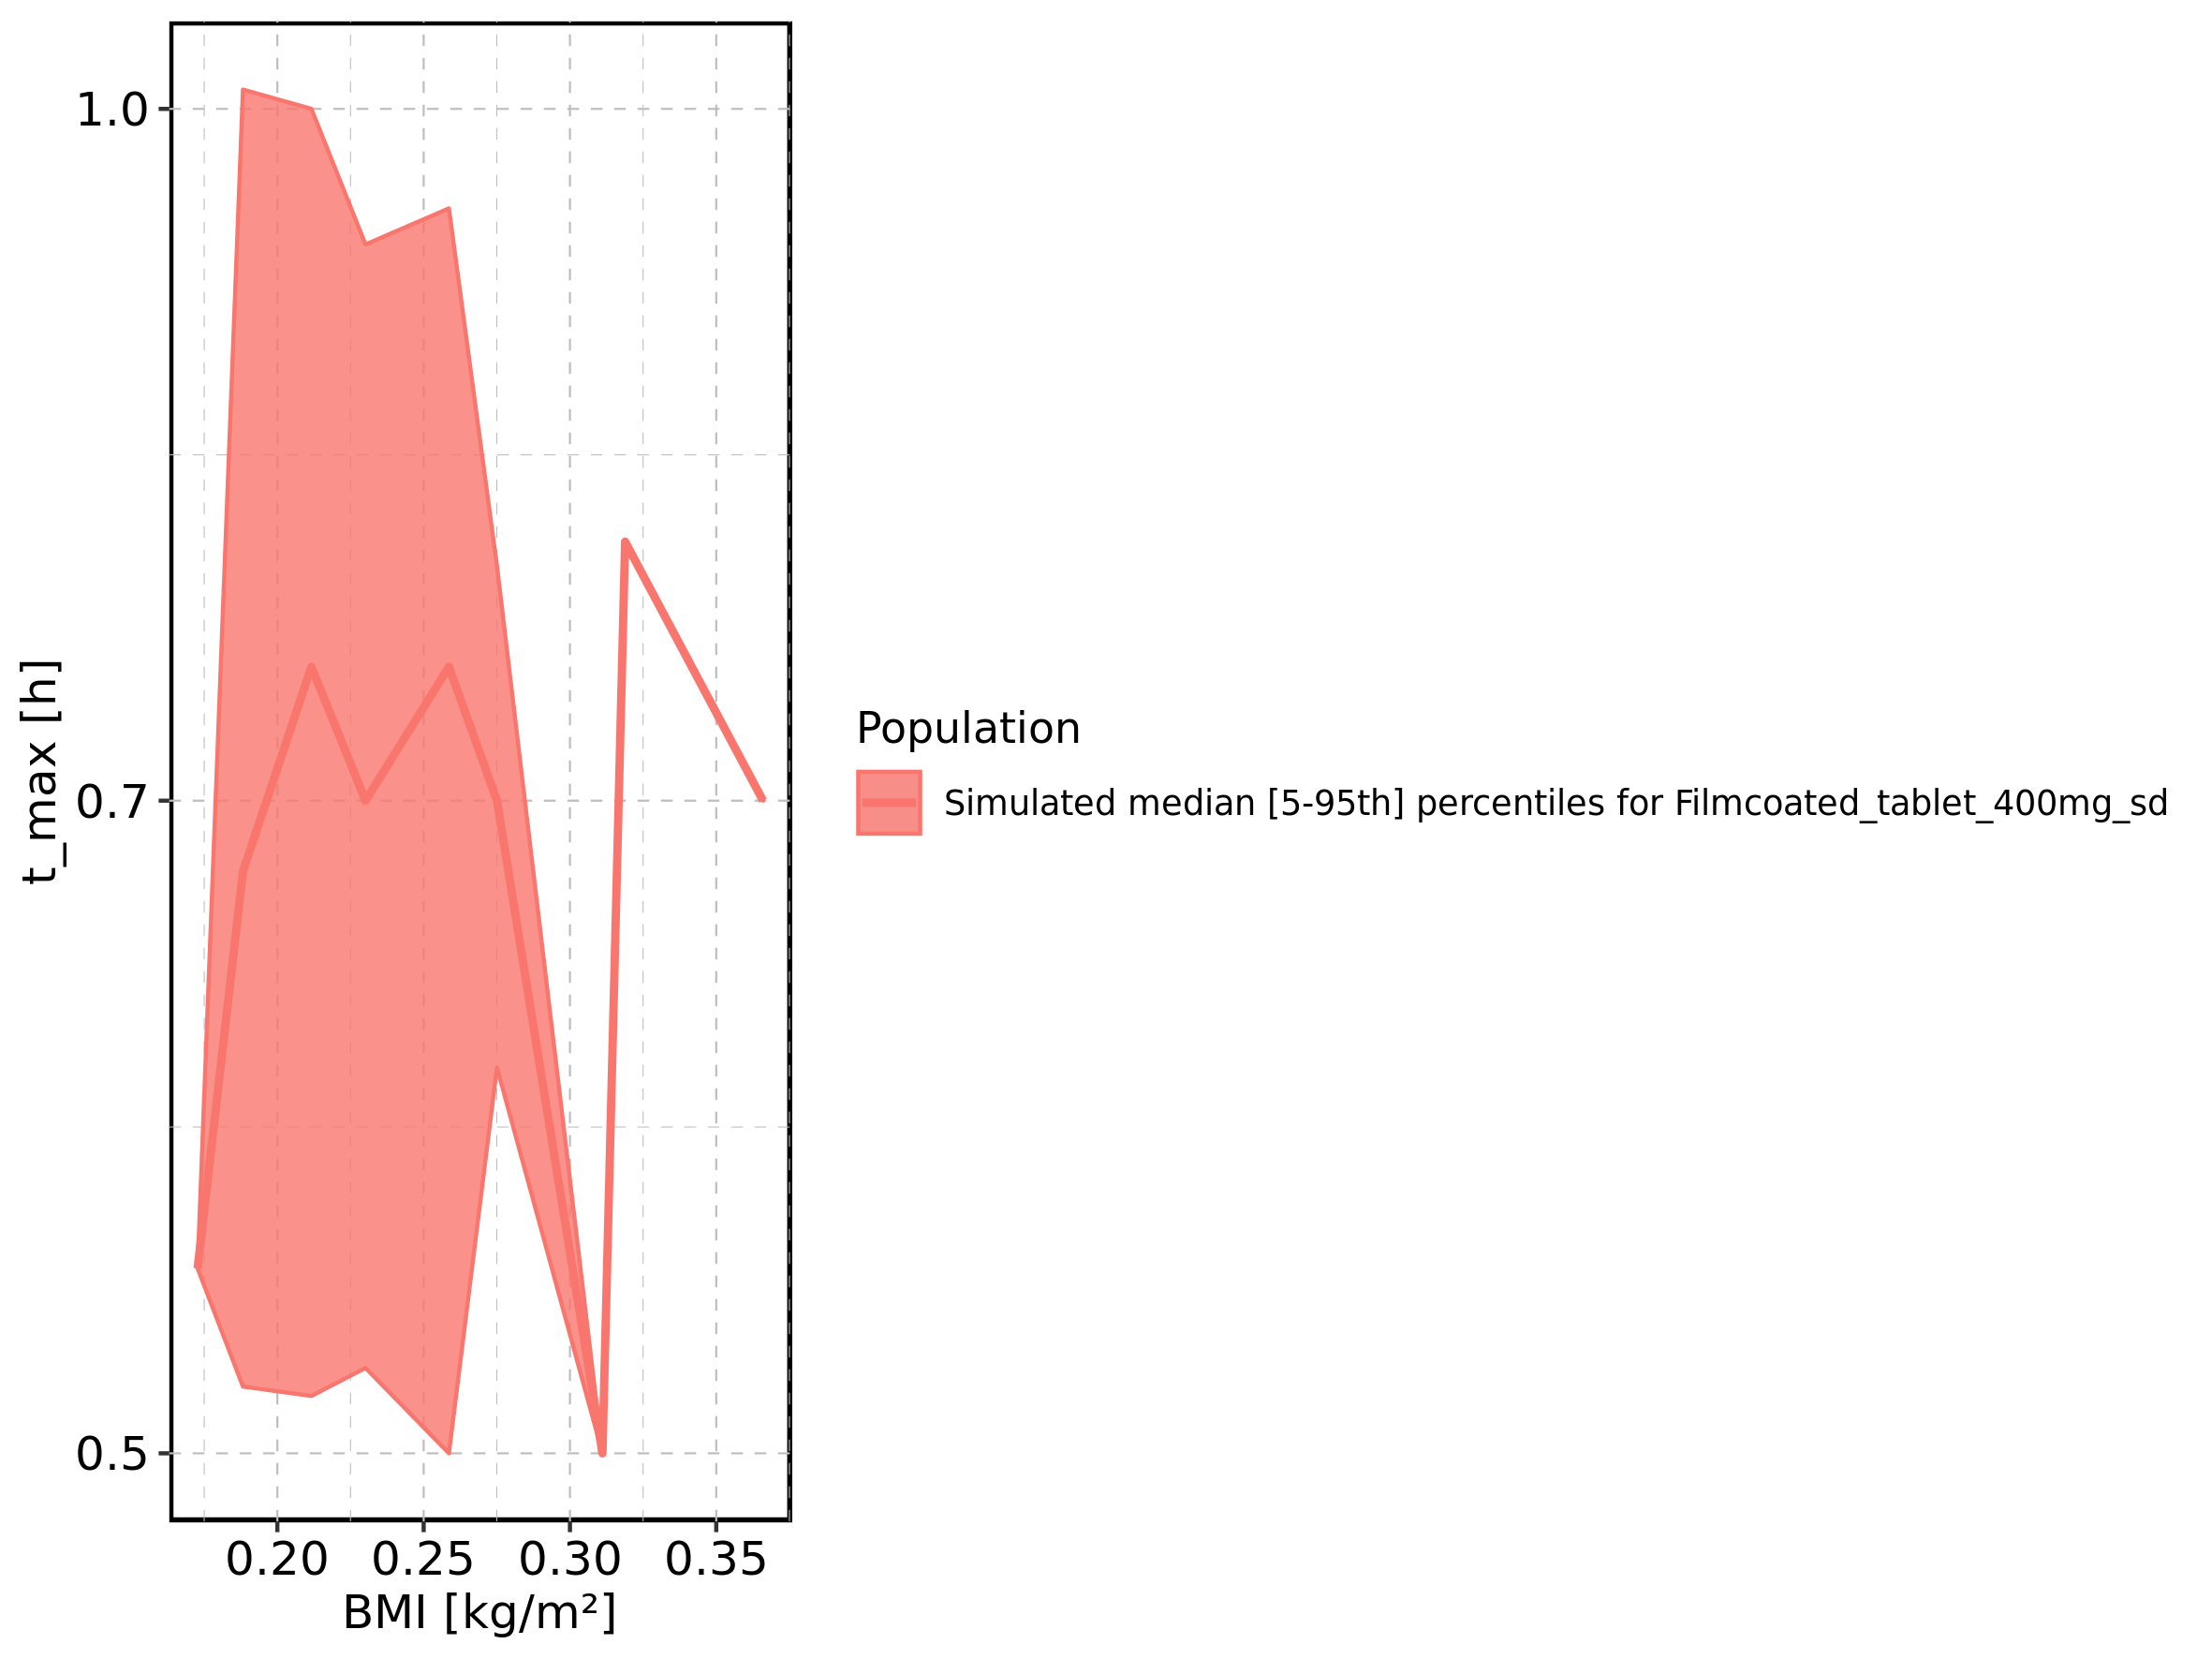 1.0
0.7
0.5
t_max [h]
0.20 0.25 0.30 0.35
BMI [kg/m²]
Population
Simulated median [5-95th] percentiles for Filmcoated_tablet_400mg_sd